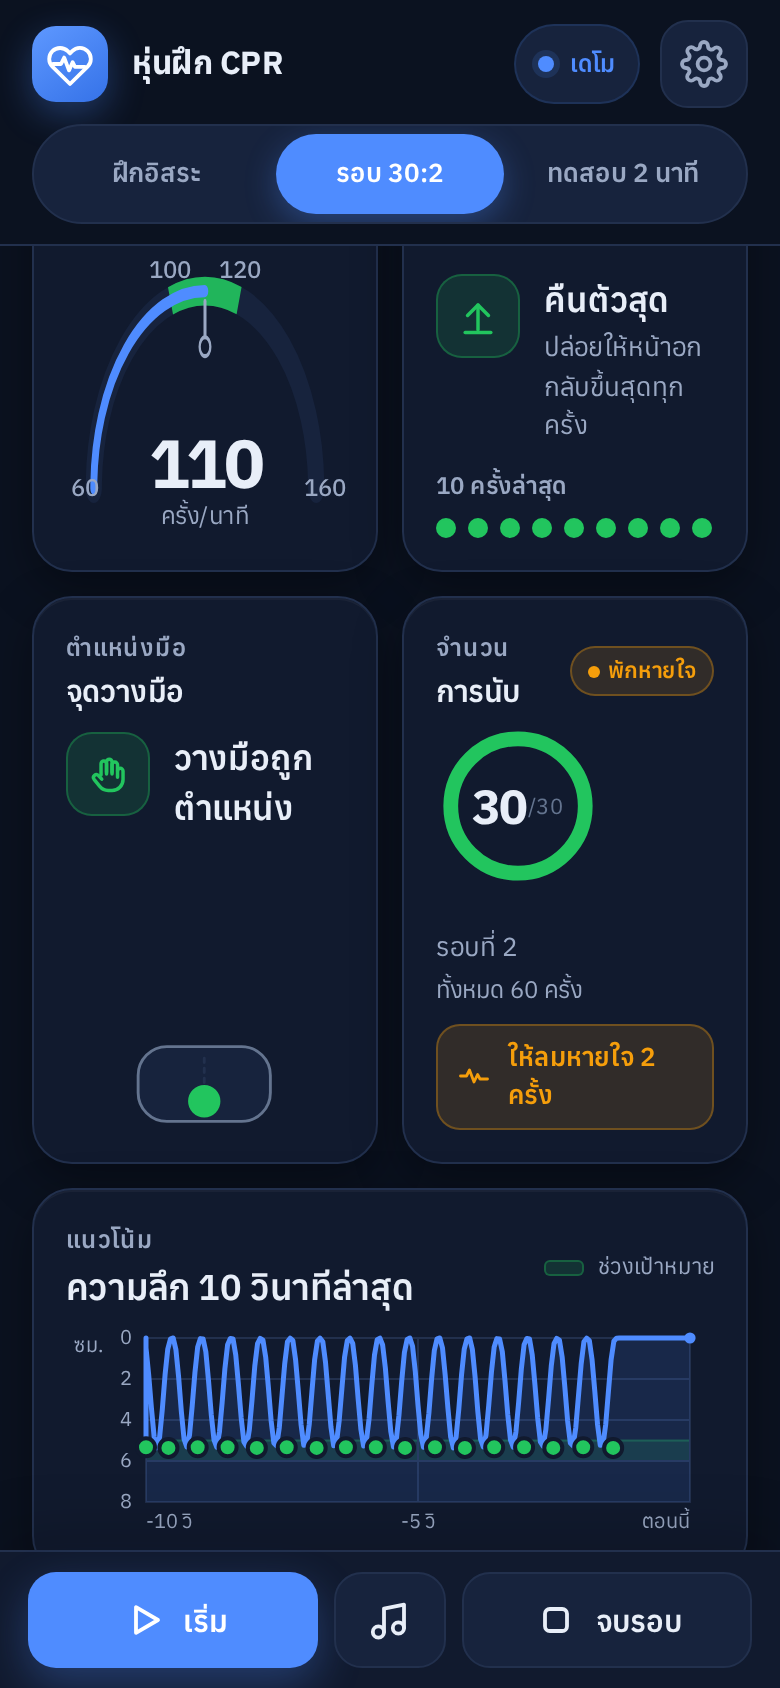 หุ่นฝึก CPR
เดโม
ฝึกอิสระ
รอบ 30:2
ทดสอบ 2 นาที
100 120
60
110
160
ครั้ง/นาที
คืนตัวสุด
ปล่อยให้หน้าอก
กลับขึ้นสุดทุก
ครั้ง
10 ครั้งล่าสุด
ตำแหน่งมือ
จุดวางมือ
วางมือถูก
ตำแหน่ง
จำนวน
การนับ
พักหายใจ
30/30
รอบที่ 2
ทั้งหมด 60 ครั้ง
ให้ลมหายใจ 2
ครั้ง
แนวโน้ม
ความลึก 10 วินาทีล่าสุด
ช่วงเป้าหมาย
ซม.
0
2
4
6
8
-10 วิ
-5 วิ
ตอนนี้
เริ่ม
จบรอบ